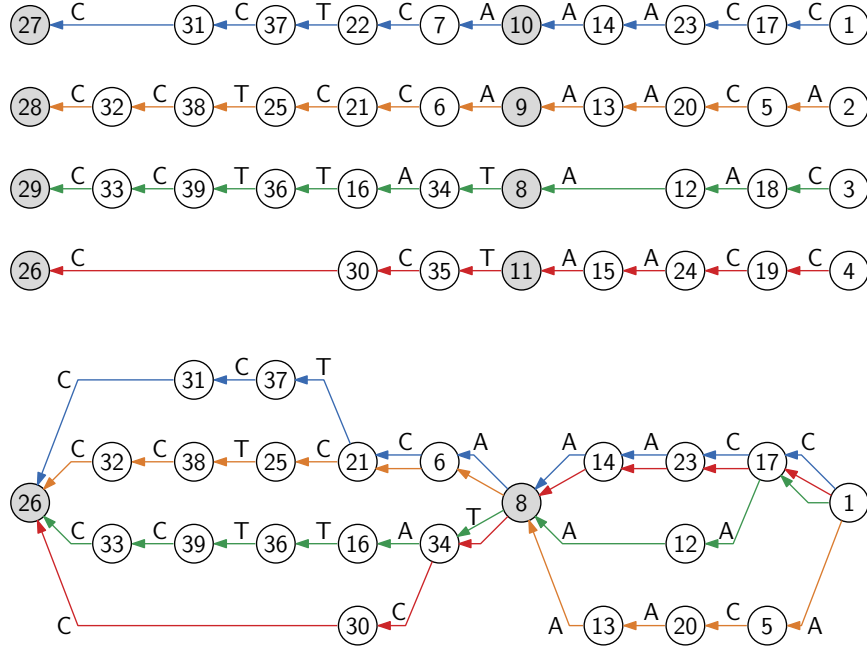 27 C 31 C 37 T 22 C 7 A 10 A 14 A 23 C 17 C 1
28 C 32 C 38 T 25 C 21 C 6 A 9 A 13 A 20 C 5 A 2
29 C 33 C 39 T 36 T 16 A 34 T 8 A 12 A 18 C 3
26 C 30 C 35 T 11 A 15 A 24 C 19 C 4
C 31 C 37 T
C 32 C 38 T 25 C 21 C 6 A A 14 A 23 C 17 C
26 8 1
C 33 C 39 T 36 T 16 A 34 T A 12 A
C 30 C A 13 A 20 C 5 A